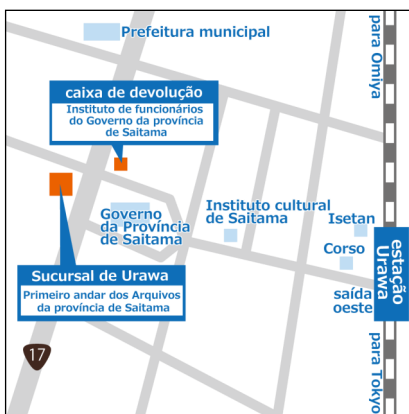 Prefeitura municipal
para Omiya
caixa de devolução
Instituto de funcionários
do Governo da província
de Saitama
Governo
da Província
de Saitama
Instituto cultural
de Saitama
Isetan
Corso
estação
Urawa
saída
oeste
Sucursal de Urawa
Primeiro andar dos Arquivos
da província de Saitama
17
para Tokyo